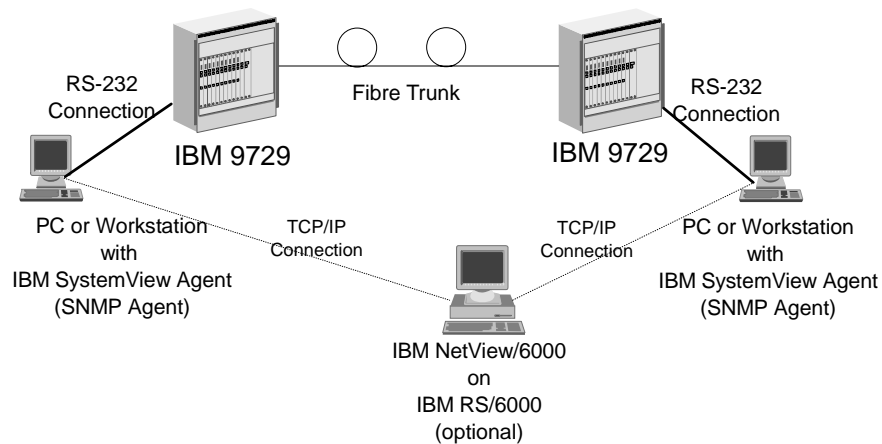 RS-232
Connection
Fibre Trunk
RS-232
Connection
IBM 9729
IBM 9729
PC or Workstation
with
IBM SystemView Agent
(SNMP Agent)
TCP/IP
Connection
TCP/IP
Connection
PC or Workstation
with
IBM SystemView Agent
(SNMP Agent)
IBM NetView/6000
on
IBM RS/6000
(optional)